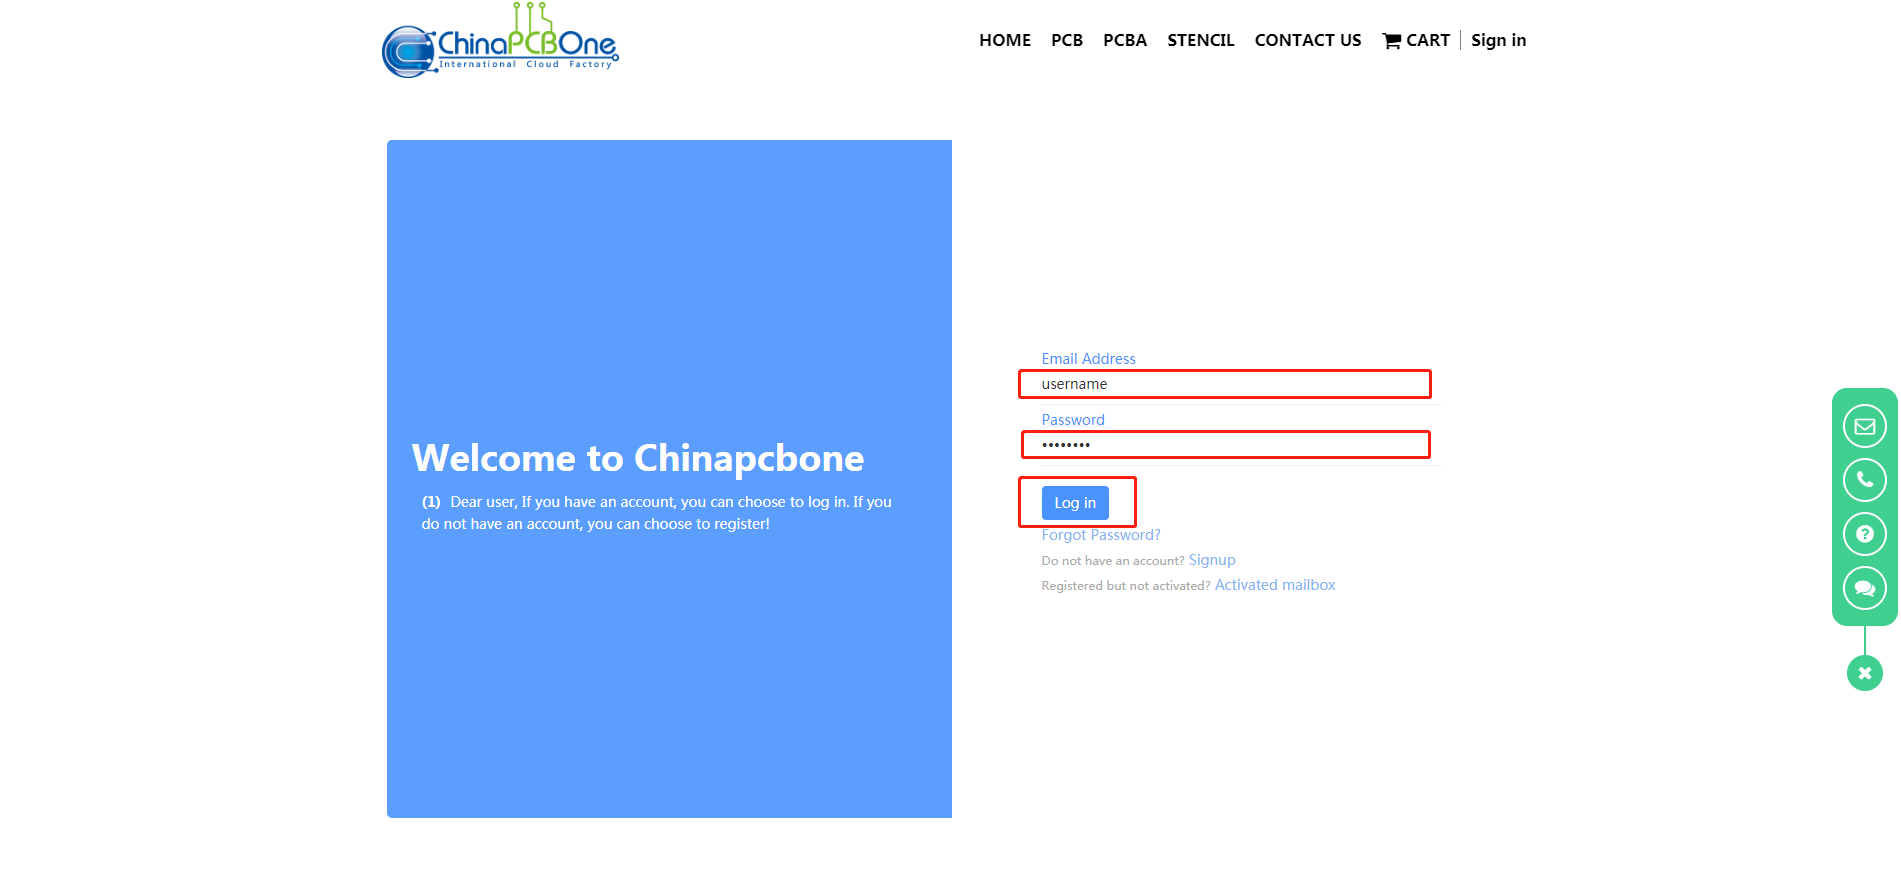 ChinaPCBOne
International Cloud Factory
HOME PCB PCBA STENCIL CONTACT US CART Sign in
Welcome to Chinapcbone
(1) Dear user, If you have an account, you can choose to log in. If you
do not have an account, you can choose to register!
Email Address
username
Password
••••••••
Log in
Forgot Password?
Do not have an account? Signup
Registered but not activated? Activated mailbox